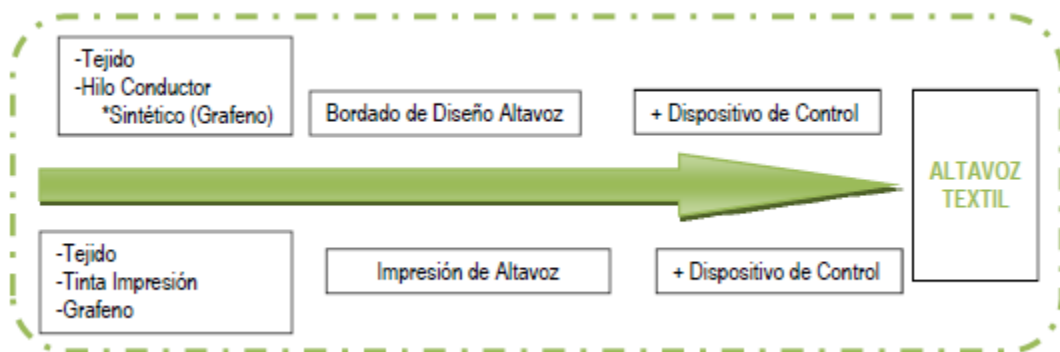 -Tejido
-Hilo Conductor
*Sintético (Grafeno)
Bordado de Diseño Altavoz
+ Dispositivo de Control
ALTAVOZ
TEXTIL
-Tejido
-Tinta Impresión
-Grafeno
Impresión de Altavoz
+ Dispositivo de Control